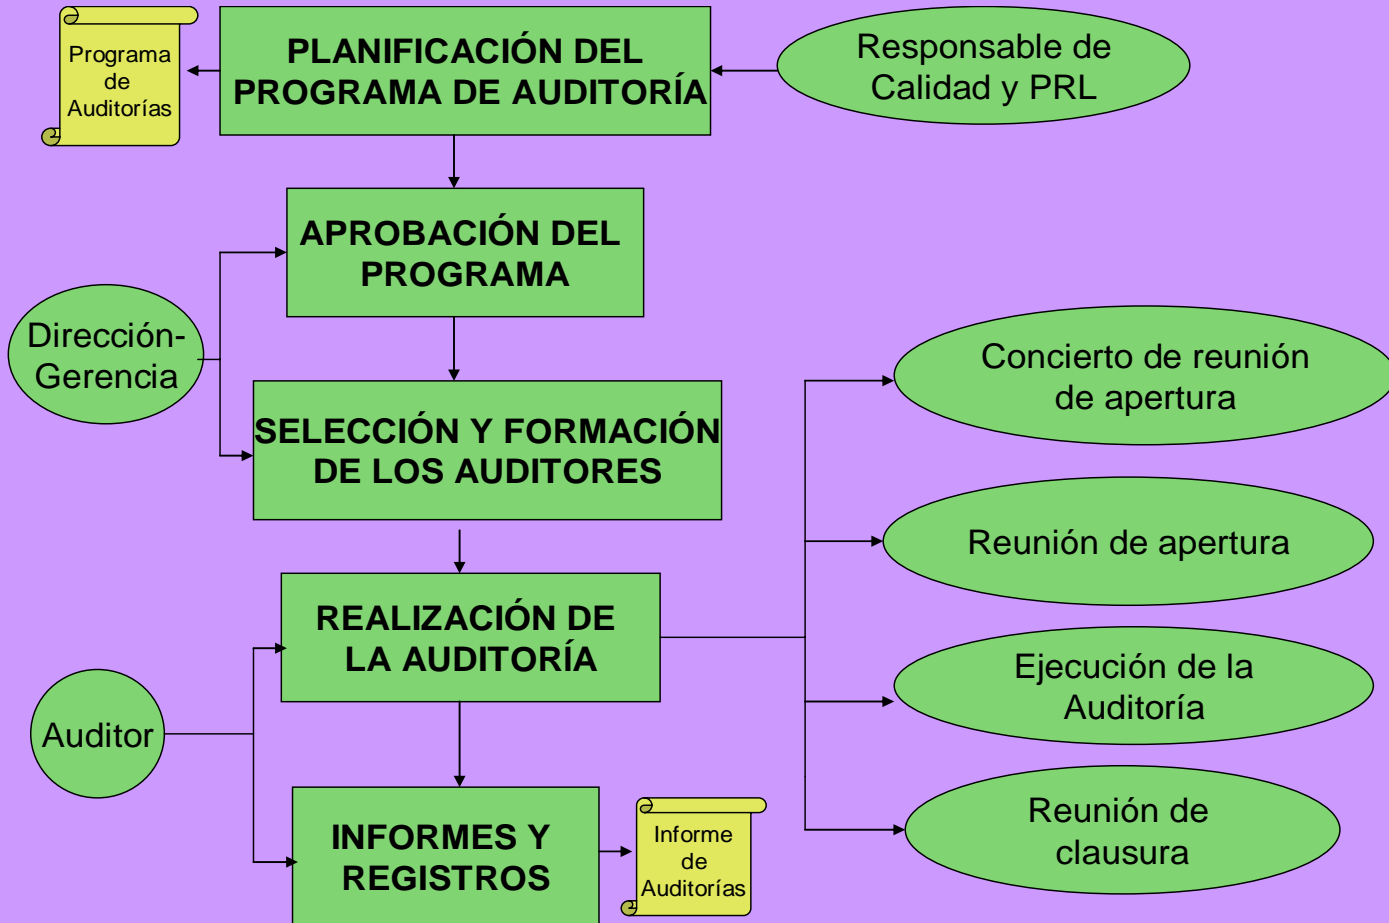 Programa
de
Auditorías
PLANIFICACIÓN DEL
PROGRAMA DE AUDITORÍA
Responsable de
Calidad y PRL
APROBACIÓN DEL
PROGRAMA
Dirección-
Gerencia
SELECCIÓN Y FORMACIÓN
DE LOS AUDITORES
Concierto de reunión
de apertura
Reunión de apertura
REALIZACIÓN DE
LA AUDITORÍA
Ejecución de la
Auditoría
Auditor
INFORMES Y
REGISTROS
Informe
de
Auditorías
Reunión de
clausura